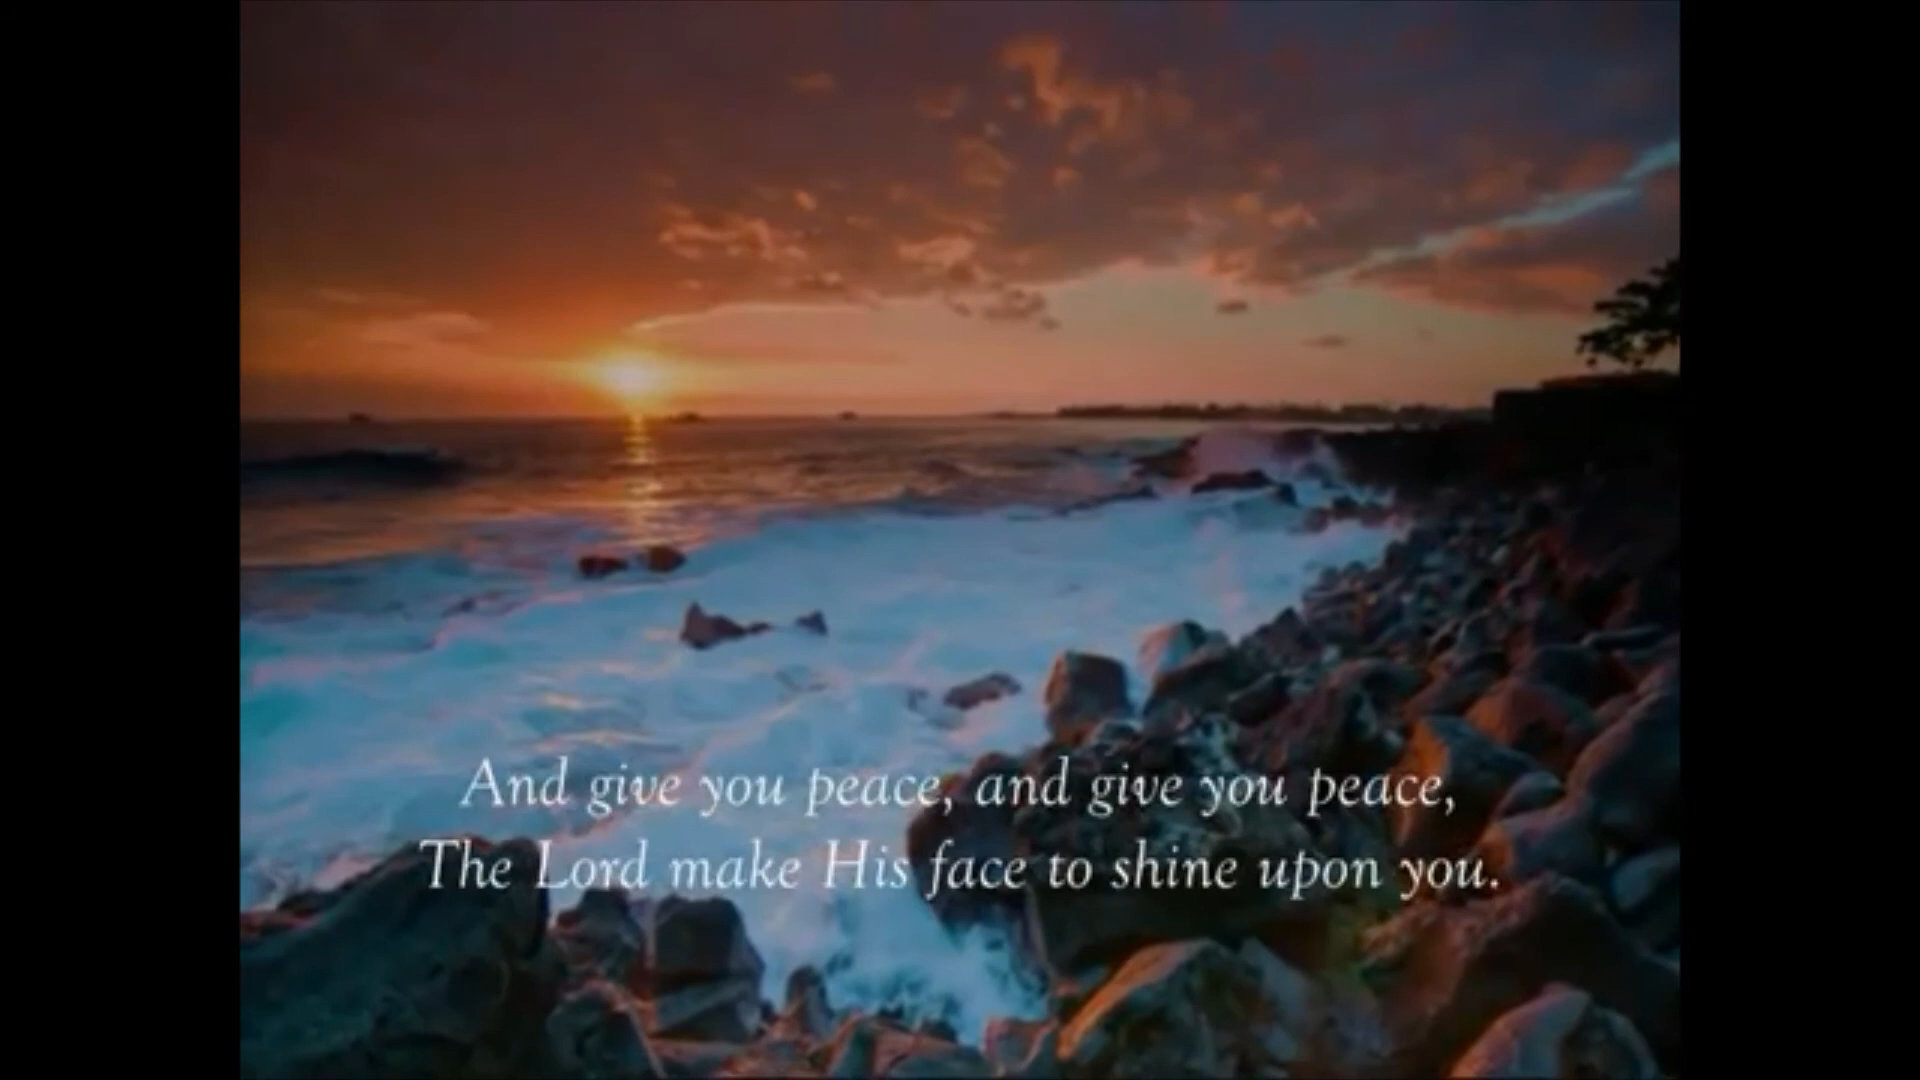 And give you peace, and give you peace,
The Lord make His face to shine upon you.